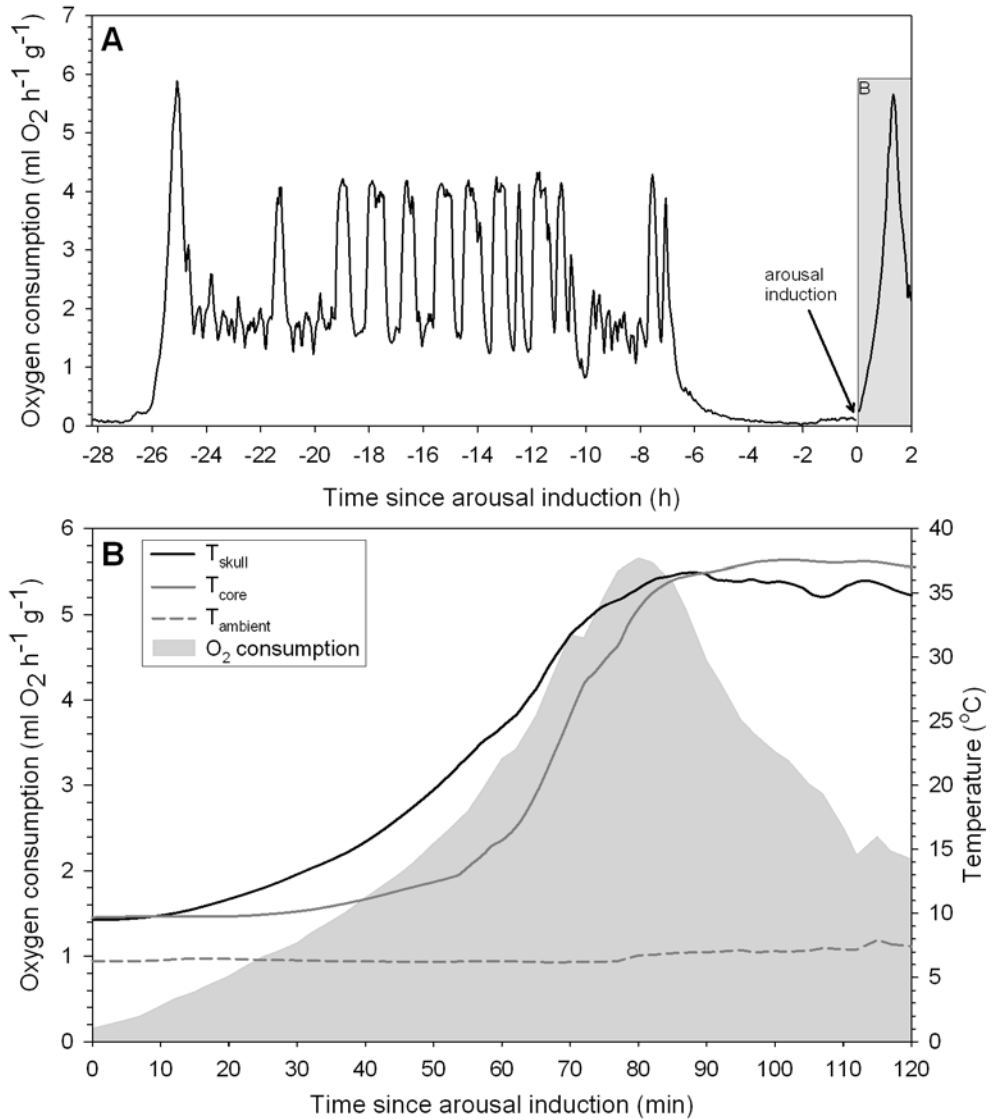 A
Oxygen consumption (ml O2 h-1 g-1)
7
6
5
4
3
2
1
0
B
arousal
induction
-28 -26 -24 -22 -20 -18 -16 -14 -12 -10 -8 -6 -4 -2 0 2
Time since arousal induction (h)
B
Oxygen consumption (ml O2 h-1 g-1)
6
5
4
3
2
1
0
Tskull
Tcore
Tambient
O2 consumption
40
35
30
25
20
15
10
5
0
Temperature (°C)
0 10 20 30 40 50 60 70 80 90 100 110 120
Time since arousal induction (min)